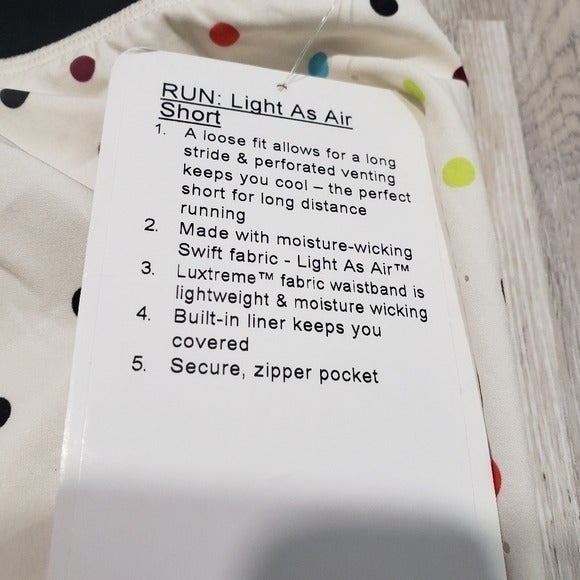 RUN: Light As Air
Short
1. A loose fit allows for a long
stride & perforated venting
keeps you cool – the perfect
short for long distance
running
2. Made with moisture-wicking
Swift fabric - Light As Air™
3. Luxtreme™ fabric waistband is
lightweight & moisture wicking
4. Built-in liner keeps you
covered
5. Secure, zipper pocket